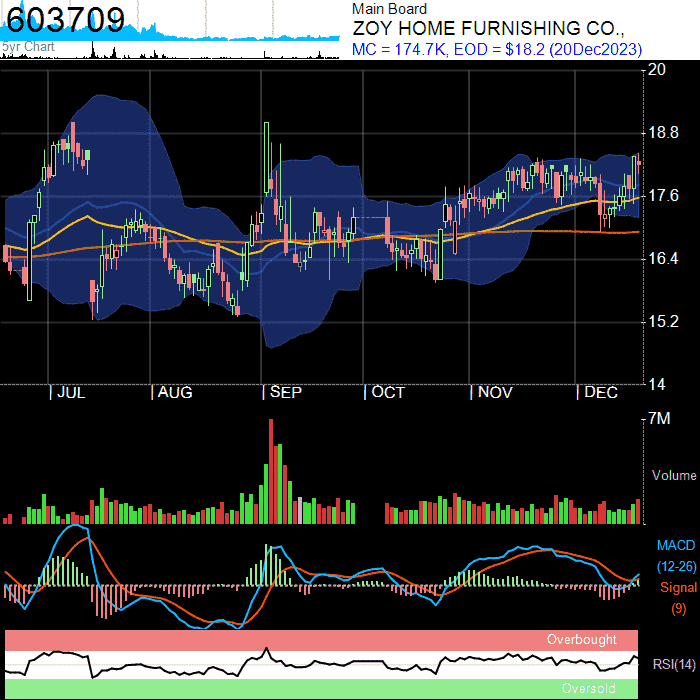 603709
5yr Chart
Main Board
ZOY HOME FURNISHING CO.,
MC = 174.7K, EOD = $18.2 (20Dec2023)
20
18.8
17.6
16.4
15.2
14
| JUL | AUG | SEP | OCT | NOV | DEC
7M
Volume
MACD
(12-26)
Signal
(9)
Overbought
RSI(14)
Oversold